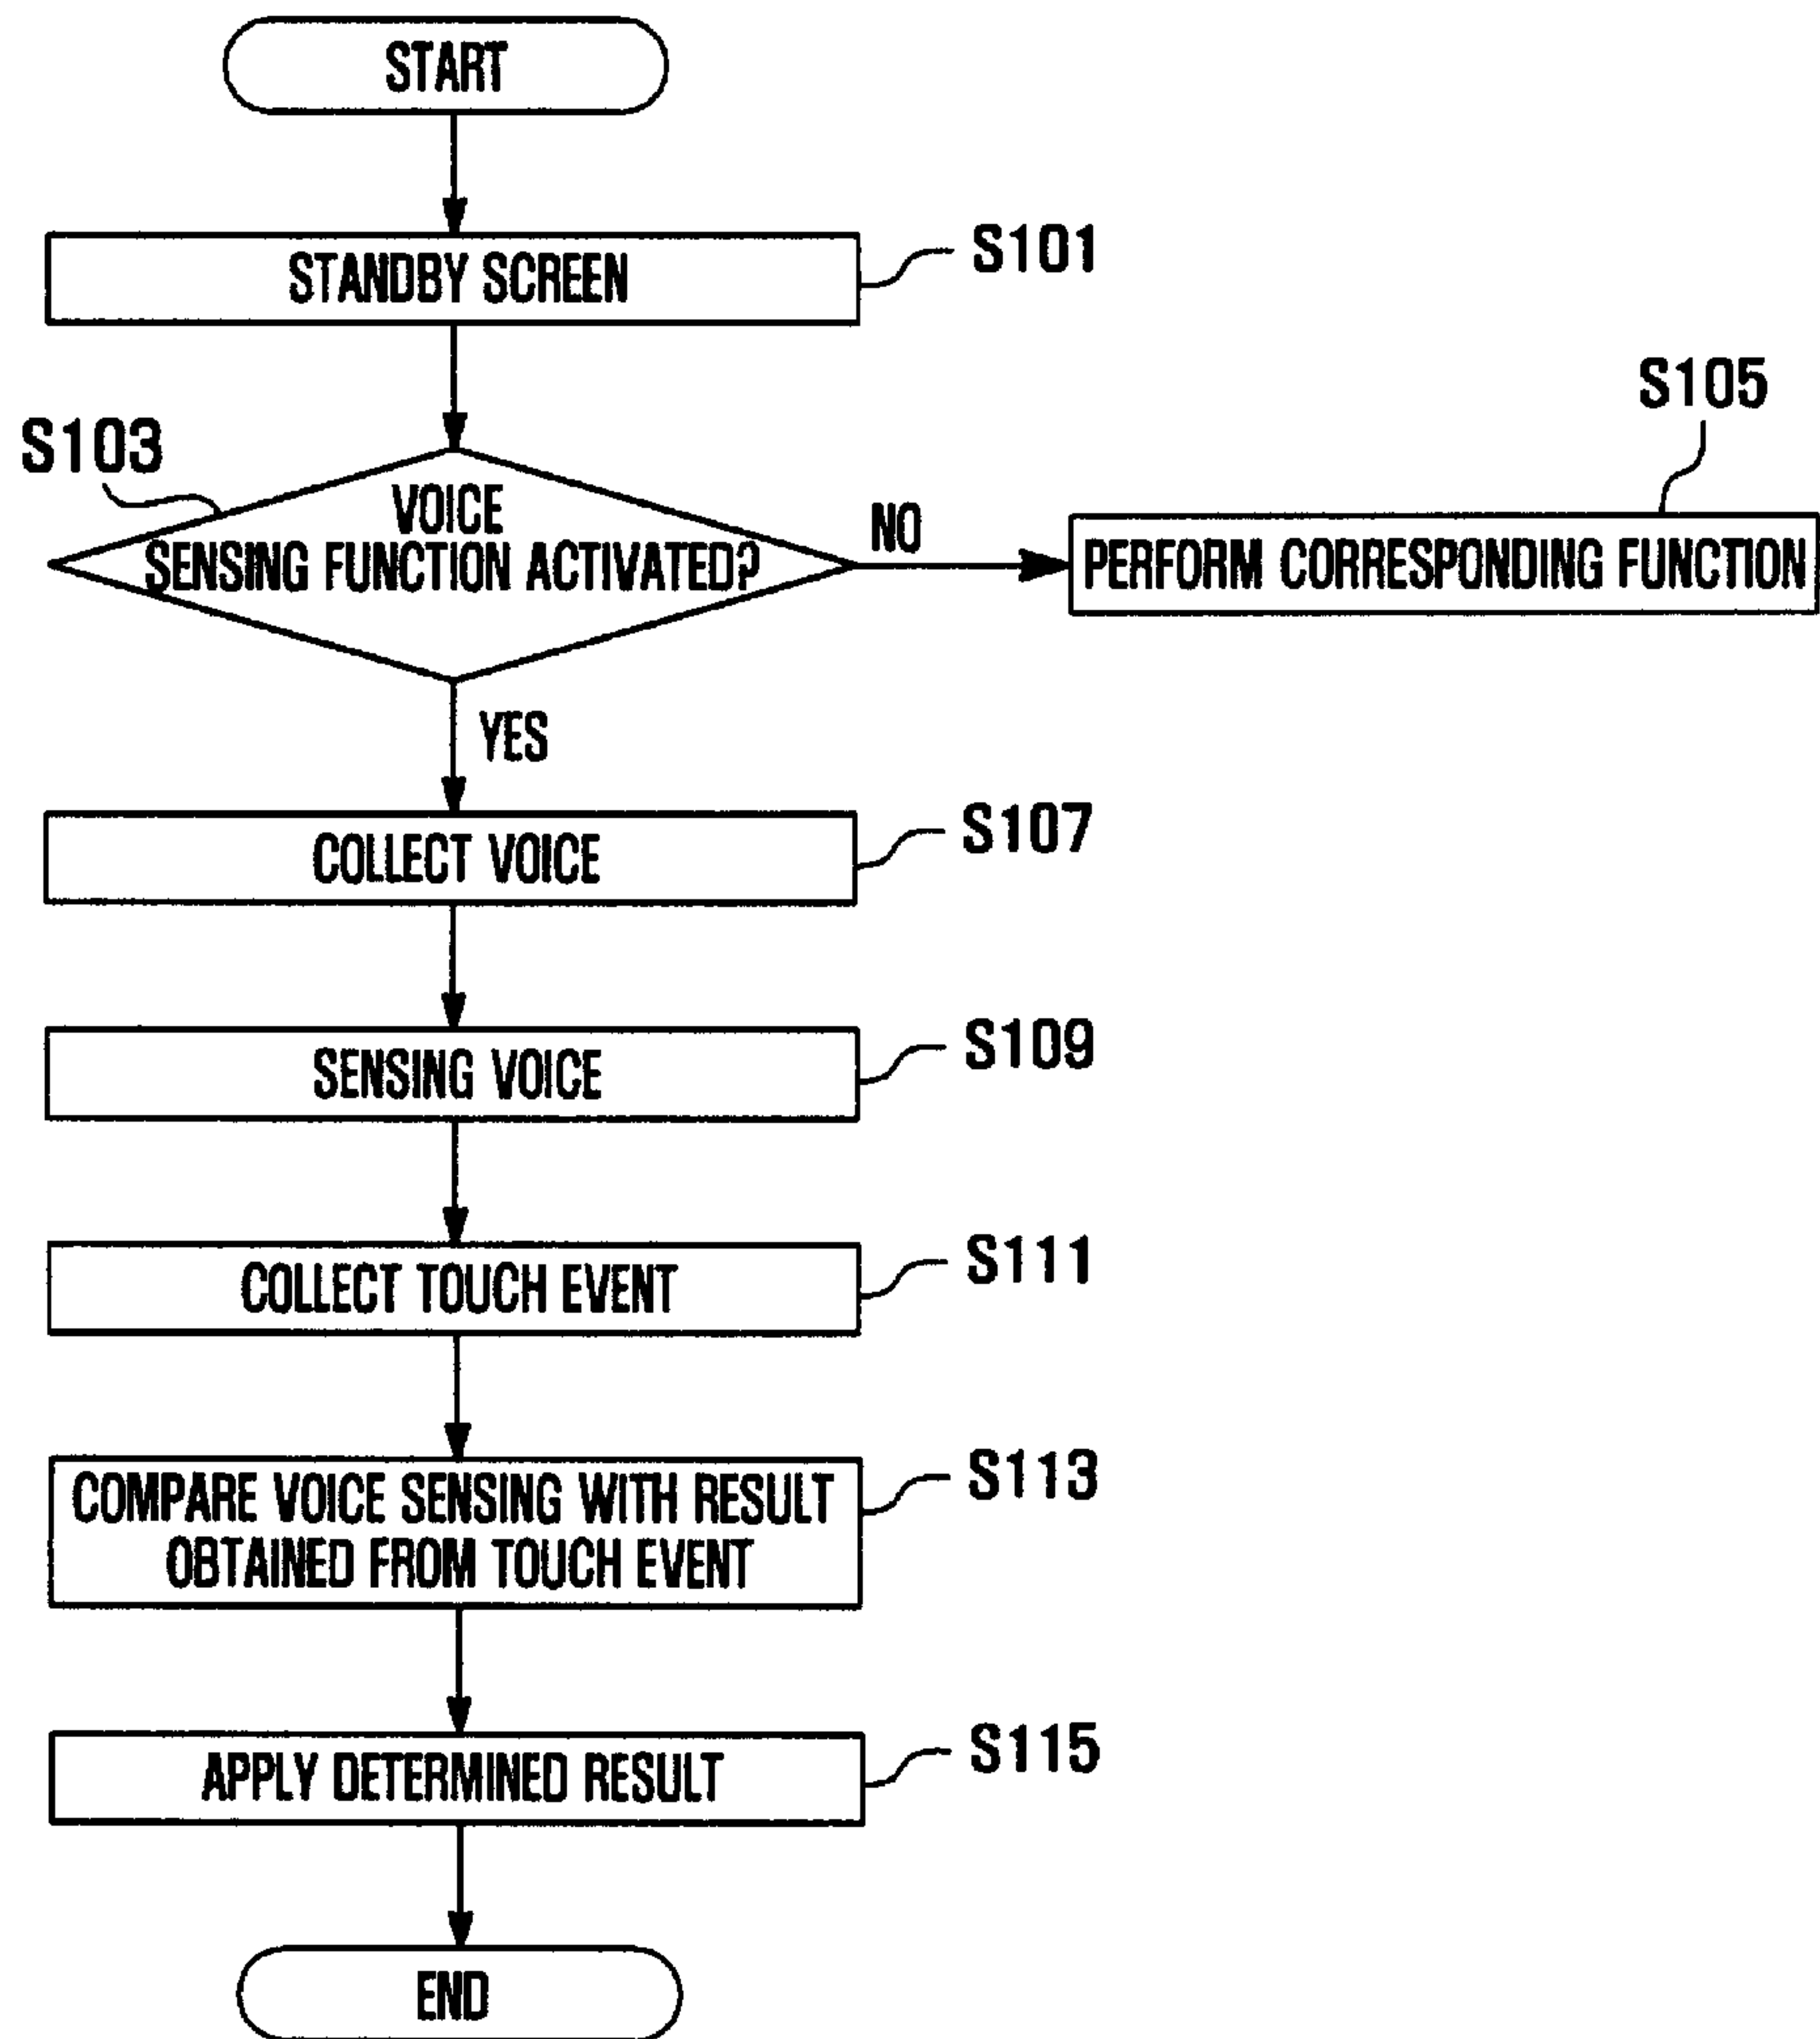 START
STANDBY SCREEN
S101
S103
VOICE
SENSING FUNCTION ACTIVATED?
NO
S105
PERFORM CORRESPONDING FUNCTION
YES
COLLECT VOICE
S107
SENSING VOICE
S109
COLLECT TOUCH EVENT
S111
COMPARE VOICE SENSING WITH RESULT
OBTAINED FROM TOUCH EVENT
S113
APPLY DETERMINED RESULT
S115
END